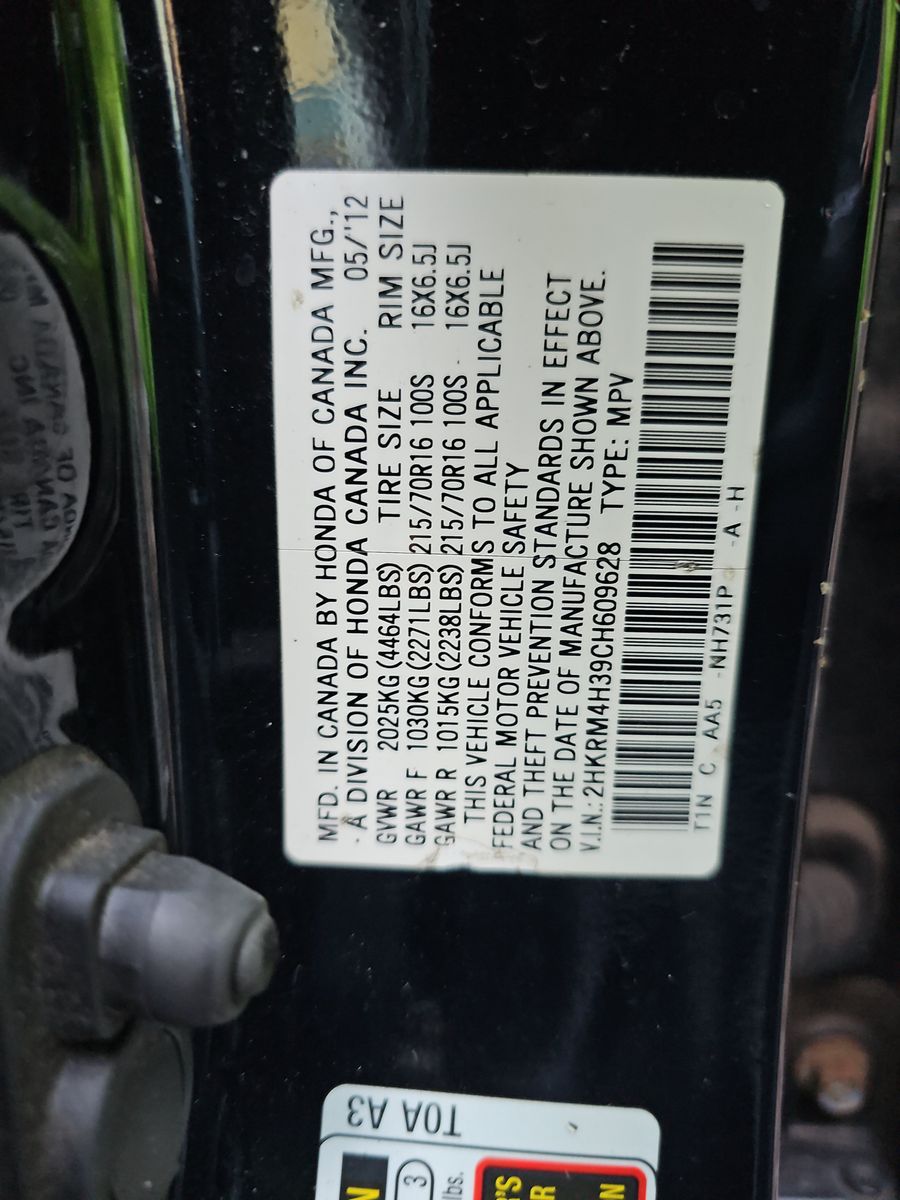 MFD. IN CANADA BY HONDA OF CANADA MFG.,
A DIVISION OF HONDA CANADA INC. 05/'12
GVWR 2025KG(4464LBS) TIRE SIZE RIM SIZE
GAWR F 1030KG(2271LBS) 215/70R16 100S 16X6.5J
GAWR R 1015KG(2238LBS) 215/70R16 100S 16X6.5J
THIS VEHICLE CONFORMS TO ALL APPLICABLE
FEDERAL MOTOR VEHICLE SAFETY
AND THEFT PREVENTION STANDARDS IN EFFECT
ON THE DATE OF MANUFACTURE SHOWN ABOVE.
V.I.N.: 2HKRM4H39CH609628 TYPE: MPV
T1N C AA5 -NH731P -A -H
T0A A3
3
lbs.